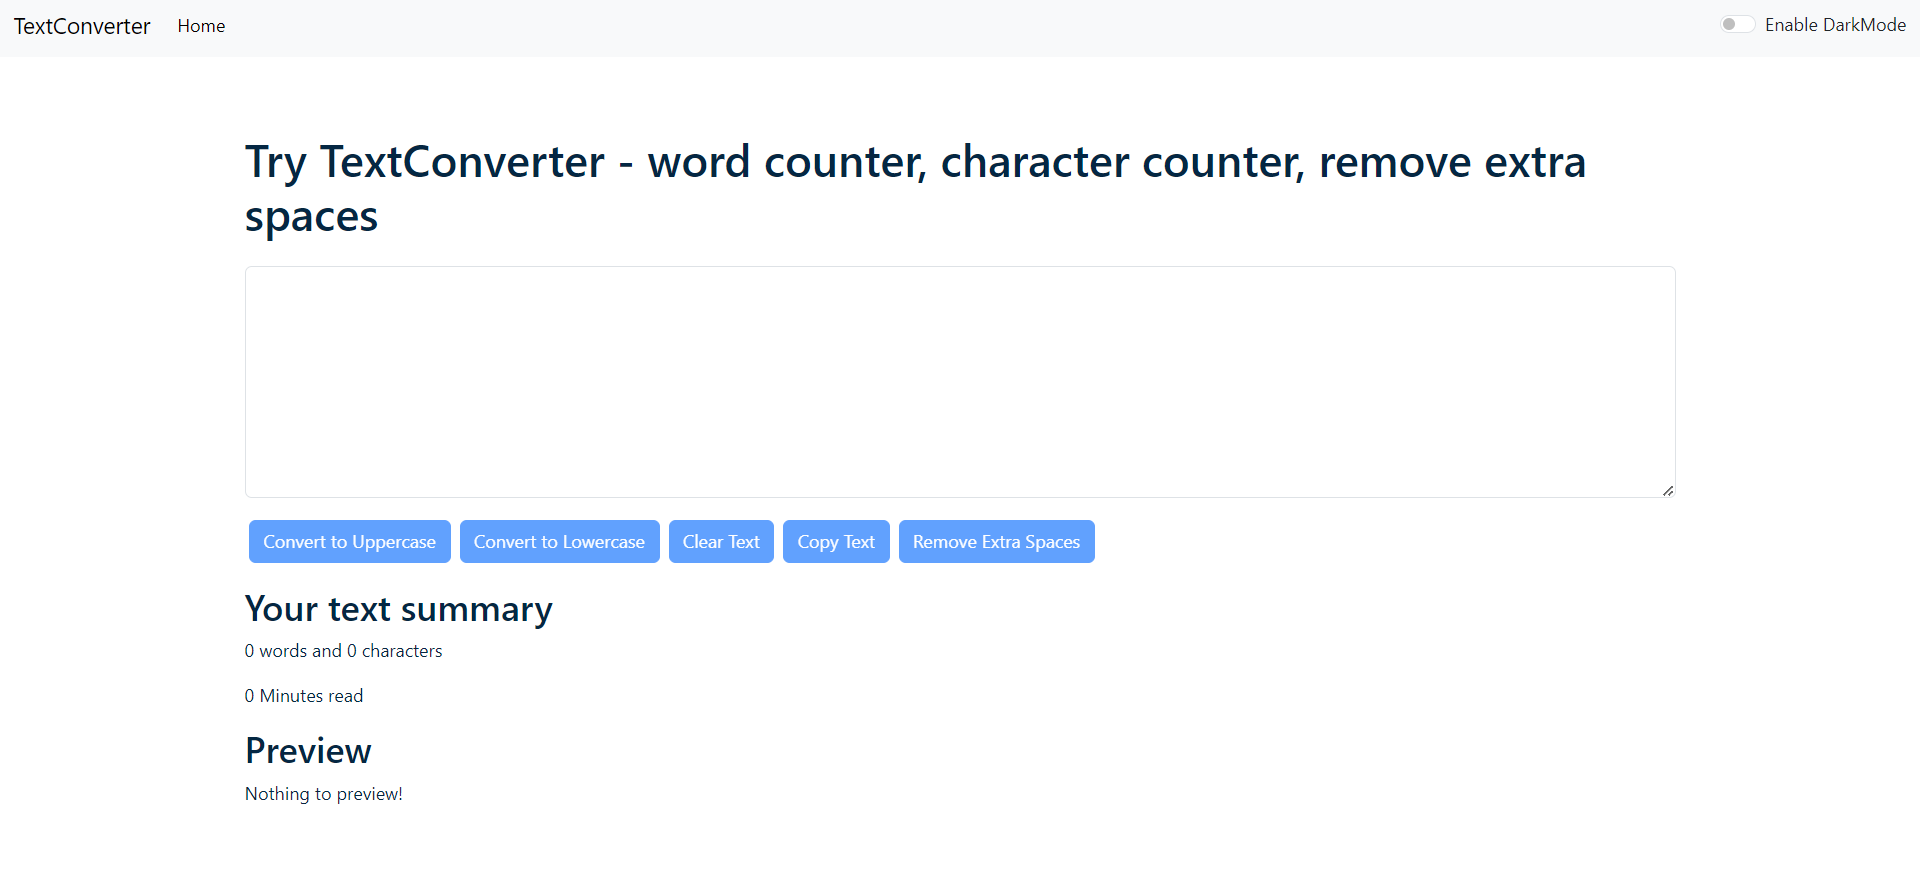 TextConverter Home Enable DarkMode
Try TextConverter - word counter, character counter, remove extra
spaces
Convert to Uppercase Convert to Lowercase Clear Text Copy Text Remove Extra Spaces
Your text summary
0 words and 0 characters
0 Minutes read
Preview
Nothing to preview!